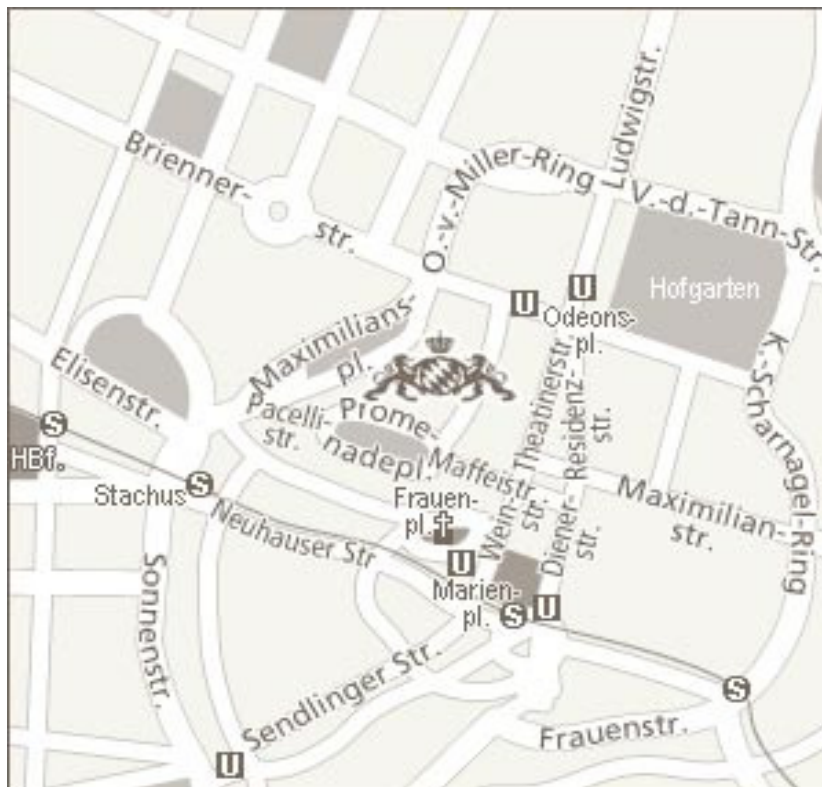 Ludwigstr.
Brienner-
str.
O.-v.-Miller-Ring
V.-d.-Tann-Str.
Hofgarten
U
U
Odeons-
pl.
Maximilians-
pl.
K.-Scharnagel-Ring
Elisenstr.
Pacelli-
str.
Prome-
nadepl.
Theatinerstr.
Residenz-
str.
Maffeistr.
Maximilian-
str.
S
HBf.
Stachus
S
Frauen-
pl.
Wein-
str.
Diener-
str.
Neuhauser Str
U
Marien-
pl.
S
U
Sonnenstr.
Sendlinger Str.
S
Frauenstr.
U